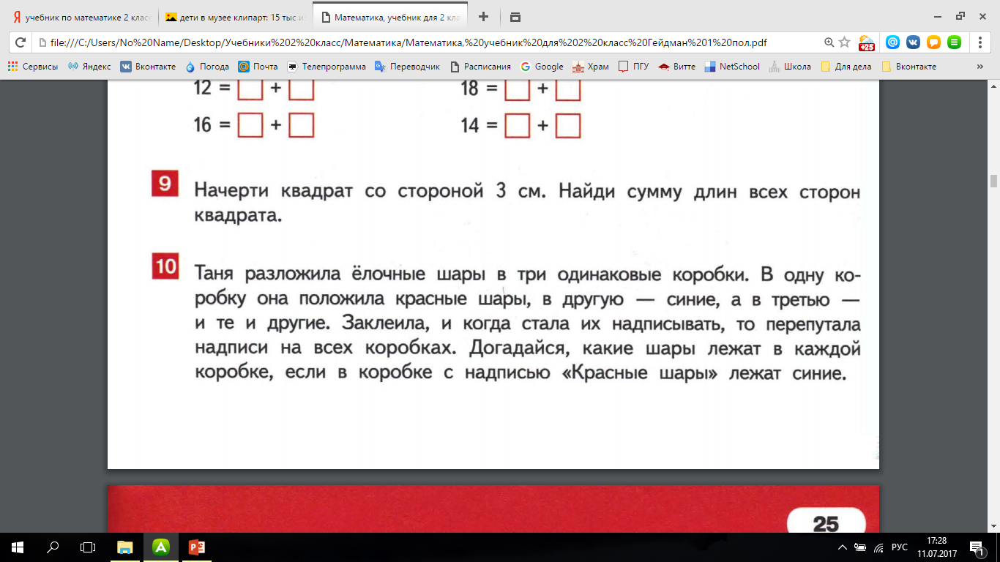 учебник по математике 2 клас
дети в музее клипарт: 15 тыс и
Математика, учебник для 2 кла
file:///C:/Users/No%20Name/Desktop/Учебники%202%20класс/Математика/Математика,%20учебник%20для%202%20класс%20Гейдман%201%20пол.pdf
+25
Сервисы Яндекс Вконтакте Погода Почта Телепрограмма Переводчик Расписания Google Храм ПГУ Витте NetSchool Школа Для дела Вконтакте »
12 = + 18 = +
16 = + 14 = +
9 Начерти квадрат со стороной 3 см. Найди сумму длин всех сторон
квадрата.
10 Таня разложила ёлочные шары в три одинаковые коробки. В одну ко-
робку она положила красные шары, в другую — синие, а в третью —
и те и другие. Заклеила, и когда стала их надписывать, то перепутала
надписи на всех коробках. Догадайся, какие шары лежат в каждой
коробке, если в коробке с надписью «Красные шары» лежат синие.
25
РУС
17:28
11.07.2017
1